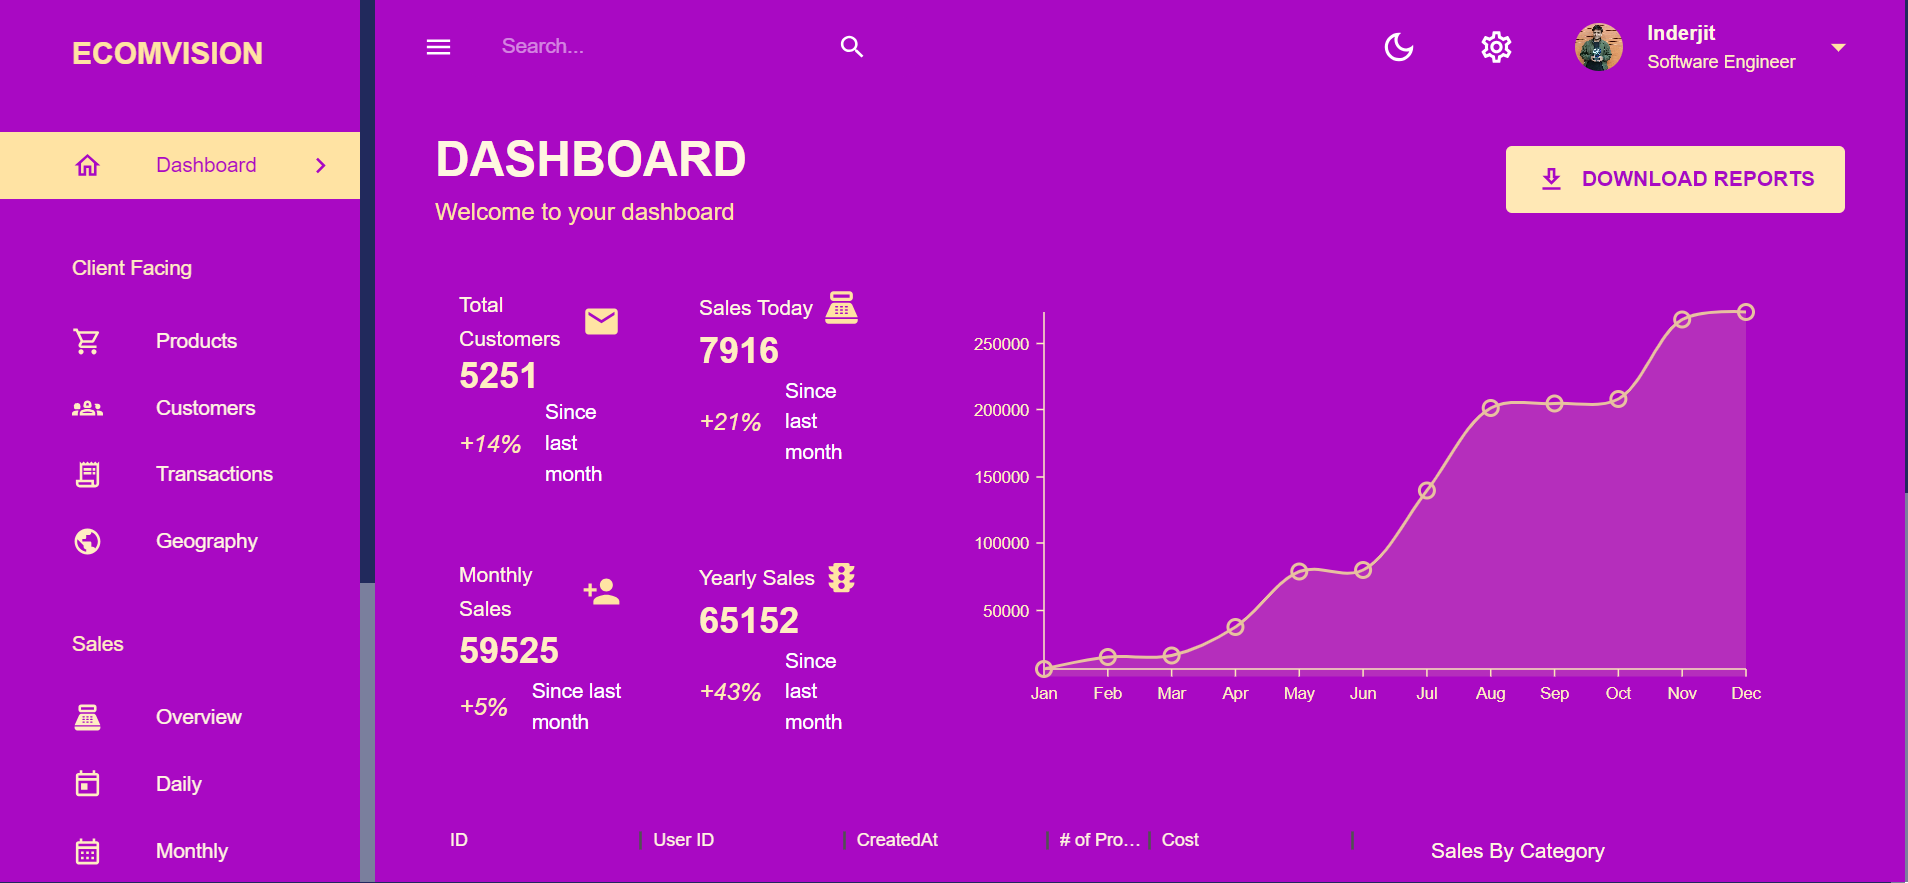 ECOMVISION
Search...
Inderjit
Software Engineer
Dashboard
Client Facing
Products
Customers
Transactions
Geography
Sales
Overview
Daily
Monthly
DASHBOARD
Welcome to your dashboard
DOWNLOAD REPORTS
Total
Customers
5251
+14%
Since
last
month
Sales Today
7916
+21%
Since
last
month
Monthly
Sales
59525
+5%
Since last
month
Yearly Sales
65152
+43%
Since
last
month
250000
200000
150000
100000
50000
Jan Feb Mar Apr May Jun Jul Aug Sep Oct Nov Dec
ID User ID CreatedAt # of Pro... Cost
Sales By Category